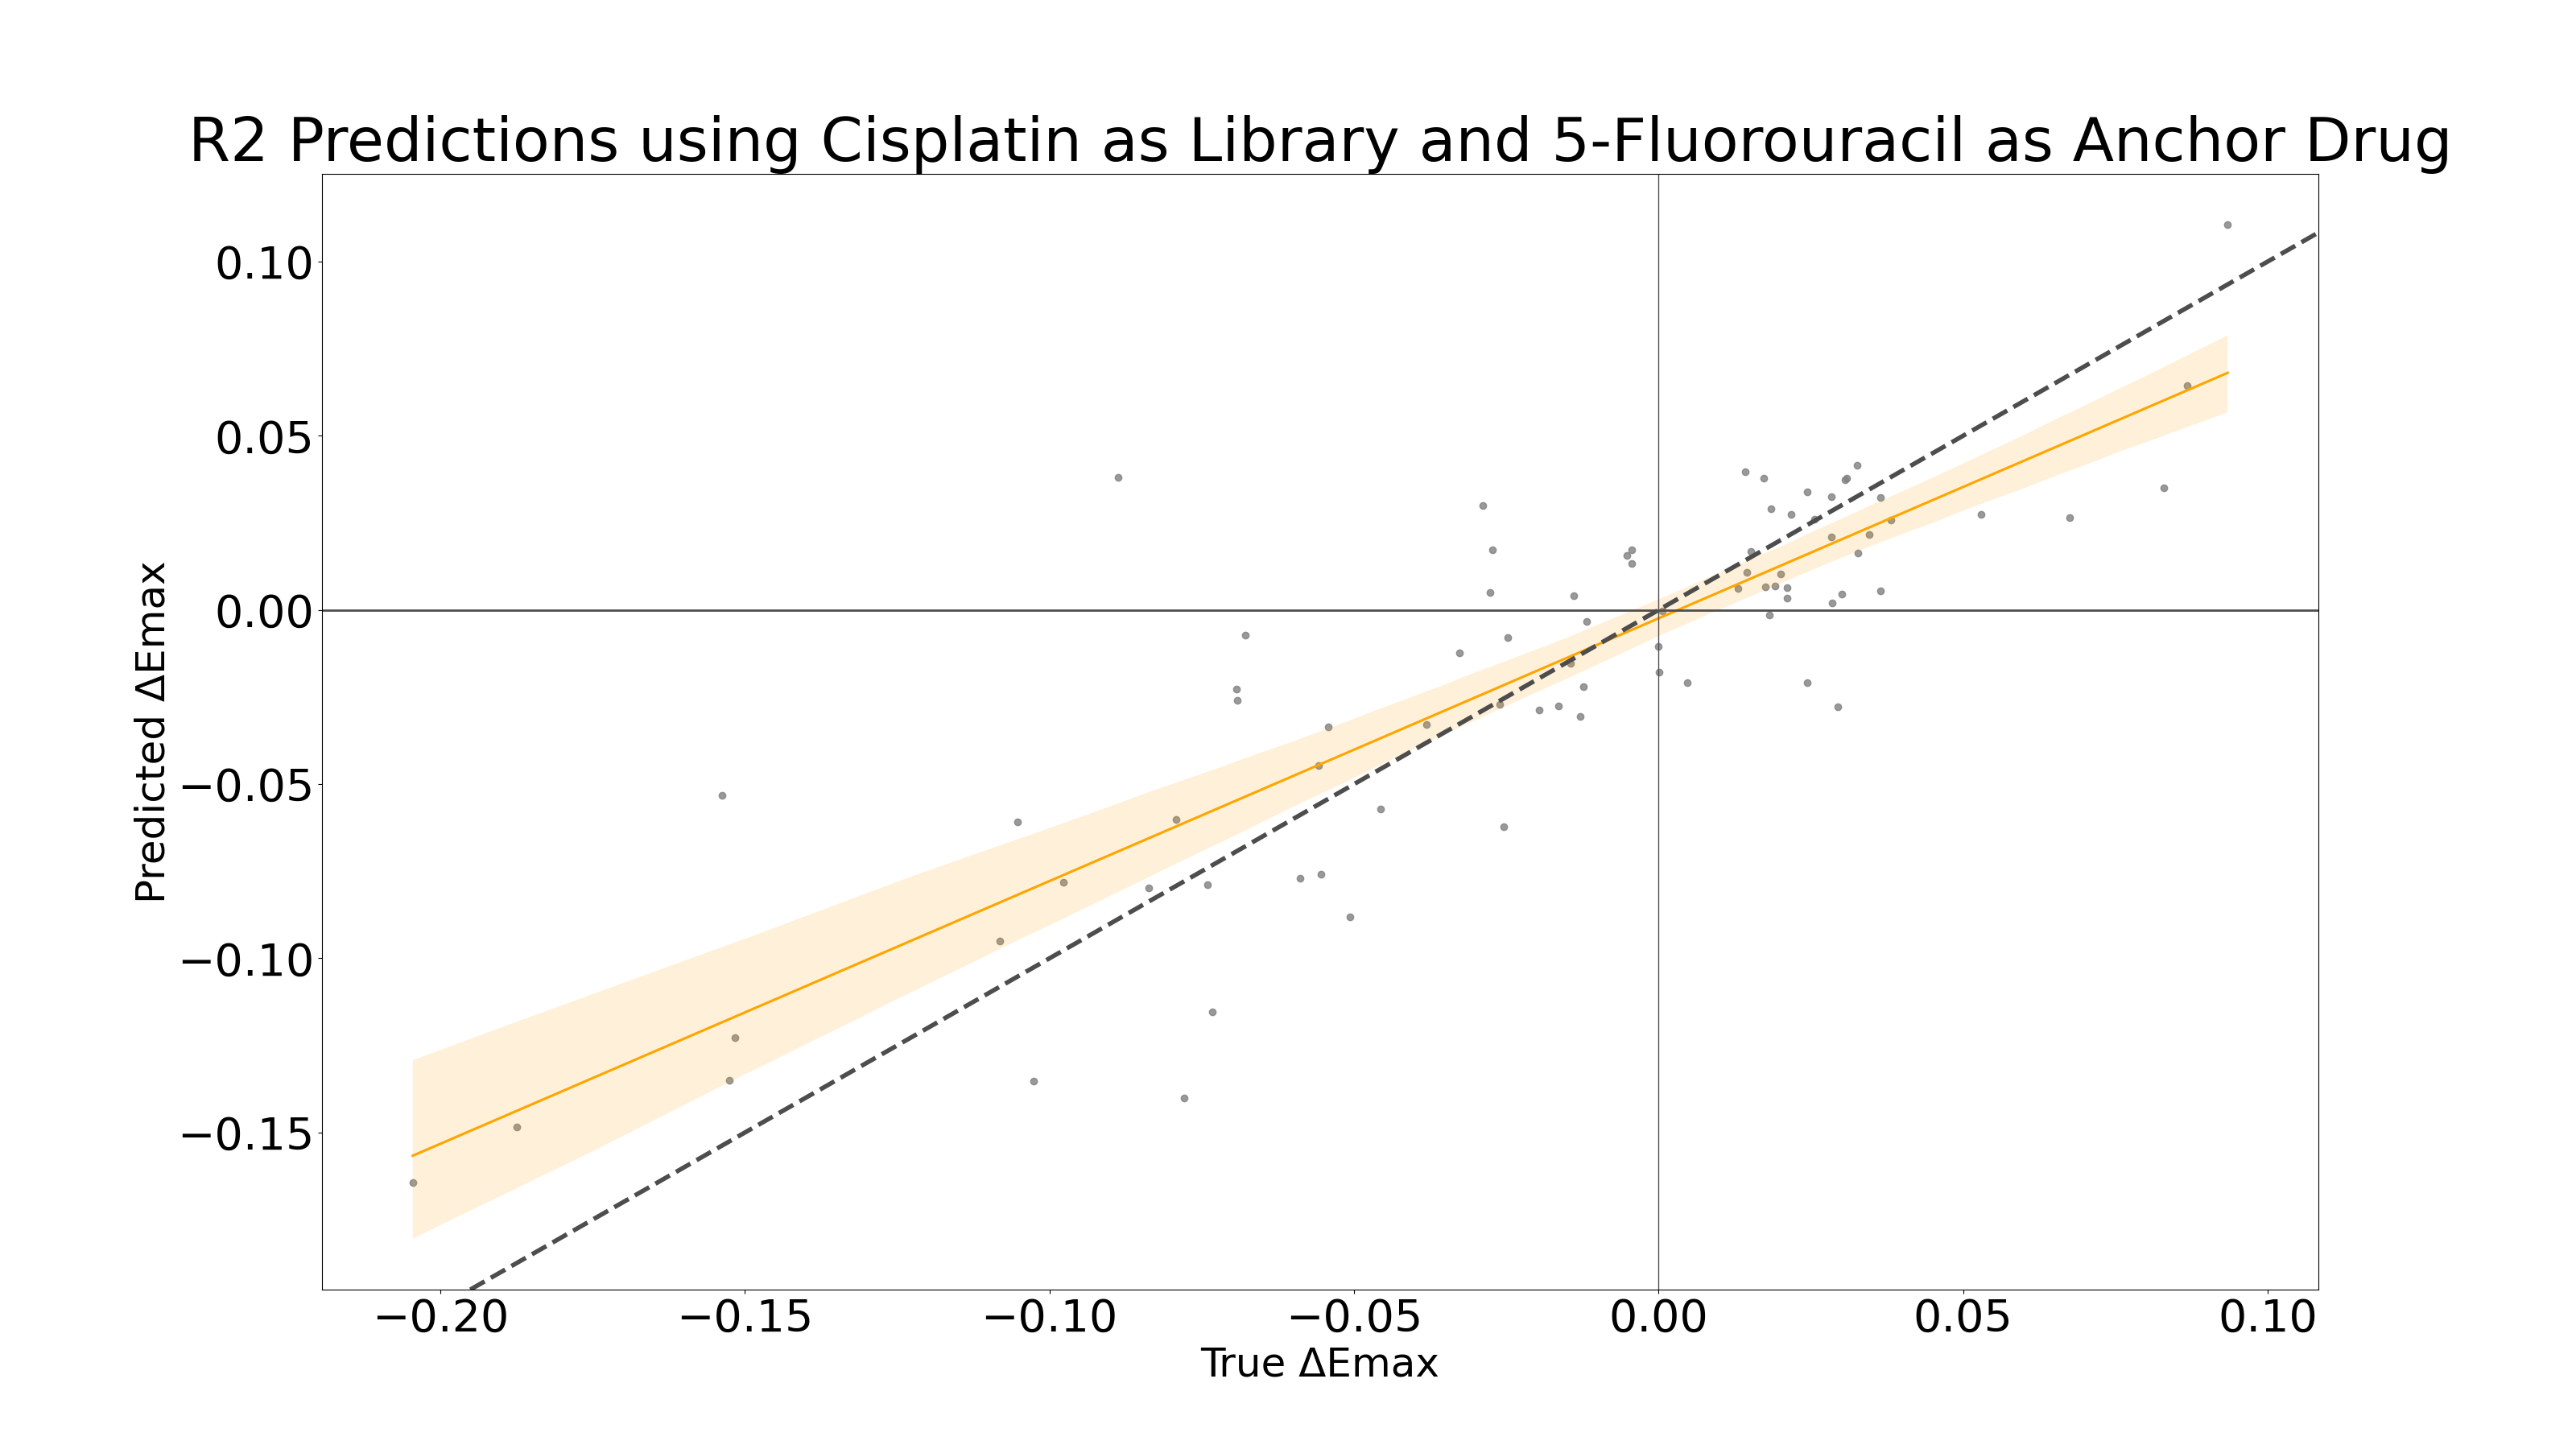 R2 Predictions using Cisplatin as Library and 5-Fluorouracil as Anchor Drug
0.10
0.05
0.00
−0.05
−0.10
−0.15
Predicted ΔEmax
−0.20 −0.15 −0.10 −0.05 0.00 0.05 0.10
True ΔEmax